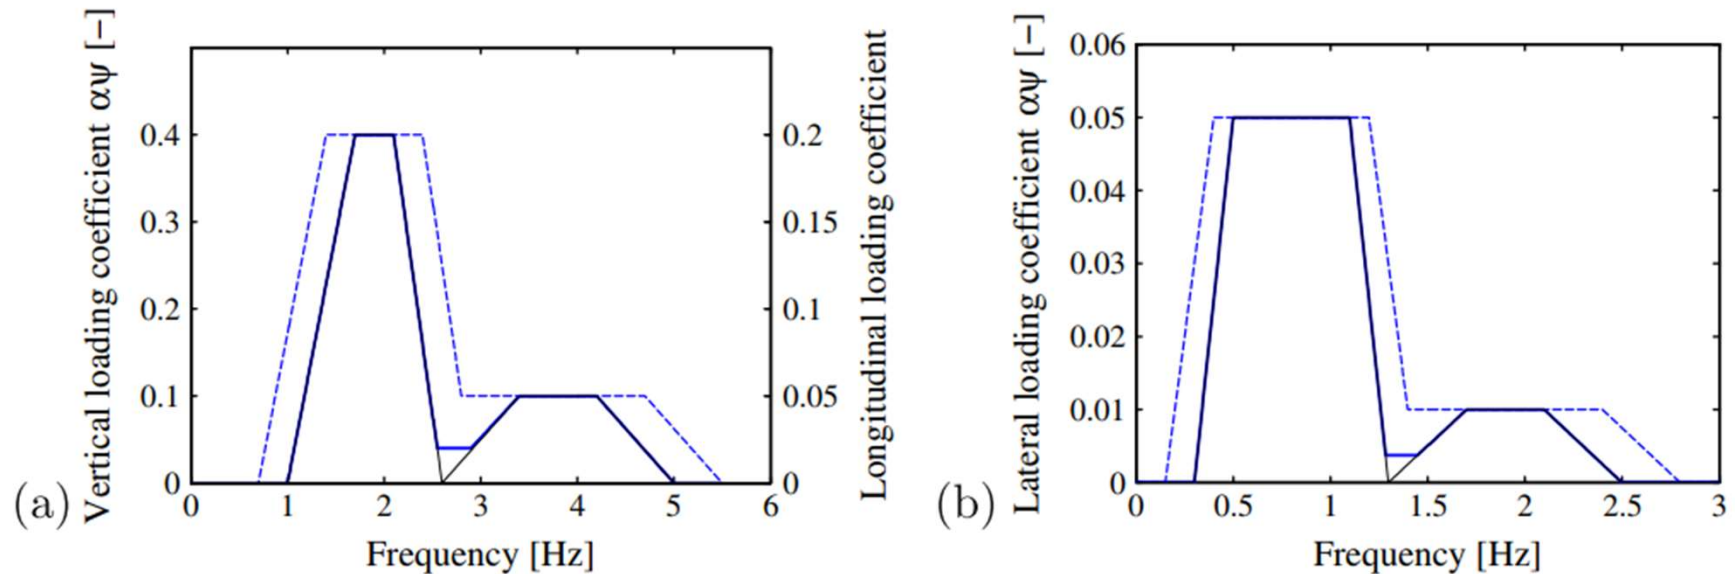 Vertical loading coefficient αψ [−]
0.4
0.3
0.2
0.1
0
0 1 2 3 4 5 6
Frequency [Hz]
0.2
0.15
0.1
0.05
0
Longitudinal loading coefficient
(a)
Lateral loading coefficient αψ [−]
0.06
0.05
0.04
0.03
0.02
0.01
0
0 0.5 1 1.5 2 2.5 3
Frequency [Hz]
(b)